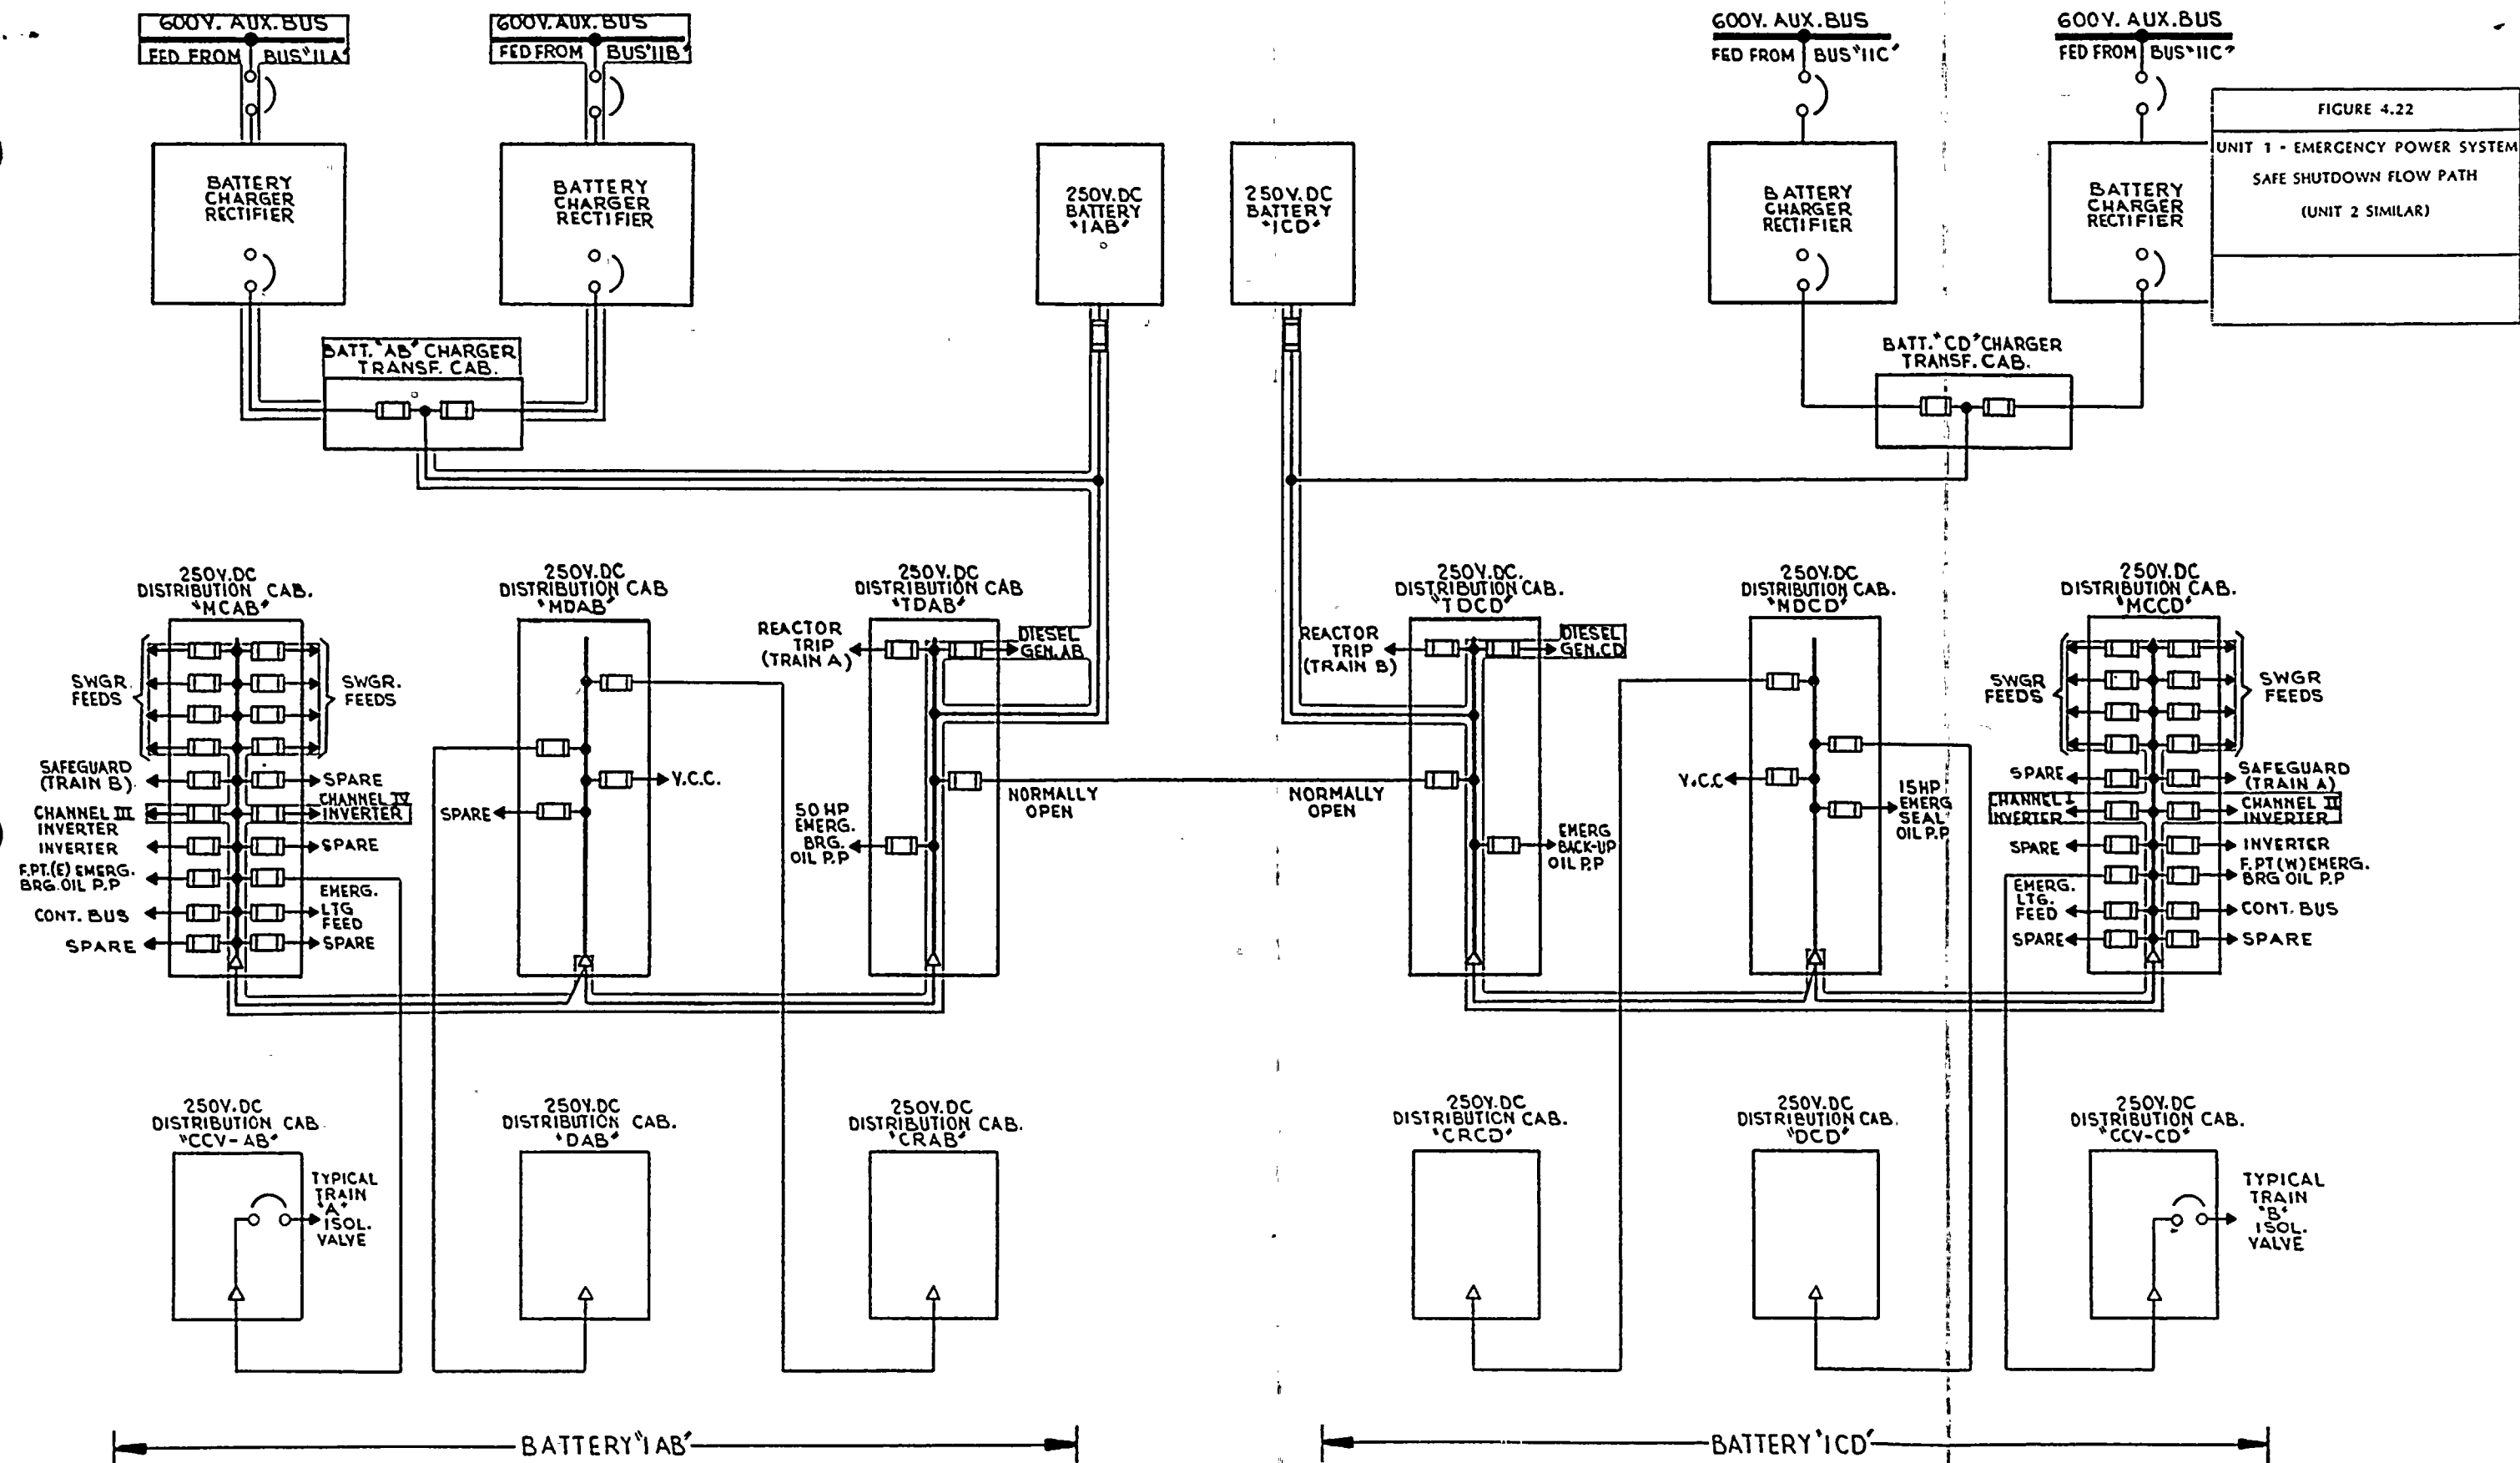 600V. AUX. BUS
FED FROM BUS "11A"
600V. AUX. BUS
FED FROM BUS "11B"
600V. AUX. BUS
FED FROM BUS "11C"
600V. AUX. BUS
FED FROM BUS "11C"
FIGURE 4.22
UNIT 1 - EMERGENCY POWER SYSTEM
SAFE SHUTDOWN FLOW PATH
(UNIT 2 SIMILAR)
BATTERY
CHARGER
RECTIFIER
BATTERY
CHARGER
RECTIFIER
250V. DC
BATTERY
"1AB"
250V. DC
BATTERY
"1CD"
BATTERY
CHARGER
RECTIFIER
BATTERY
CHARGER
RECTIFIER
BATT. "AB" CHARGER
TRANSF. CAB.
BATT. "CD" CHARGER
TRANSF. CAB.
250V. DC
DISTRIBUTION CAB.
"MCAB"
SWGR.
FEEDS
SWGR.
FEEDS
SAFEGUARD
(TRAIN B)
SPARE
CHANNEL III
INVERTER
CHANNEL IV
INVERTER
INVERTER
SPARE
F.PT.(E) EMERG.
BRG. OIL P.P
CONT. BUS
EMERG.
LTG
FEED
SPARE
SPARE
250V. DC
DISTRIBUTION CAB
"MDAB"
V.C.C.
SPARE
250V. DC
DISTRIBUTION CAB
"TDAB"
REACTOR
TRIP
(TRAIN A)
DIESEL
GEN. AB
NORMALLY
OPEN
50 HP
EMERG.
BRG.
OIL P.P
250V. DC.
DISTRIBUTION CAB.
"TDCD"
REACTOR
TRIP
(TRAIN B)
DIESEL
GEN. CD
NORMALLY
OPEN
EMERG
BACK-UP
OIL P.P
250V. DC
DISTRIBUTION CAB.
"MDCD"
V.C.C
15 HP
EMERG
SEAL
OIL P.P
250V. DC
DISTRIBUTION CAB.
"MCCD"
SWGR
FEEDS
SWGR
FEEDS
SPARE
SAFEGUARD
(TRAIN A)
CHANNEL I
INVERTER
CHANNEL II
INVERTER
SPARE
INVERTER
F.PT (W) EMERG.
BRG OIL P.P
EMERG.
LTG.
FEED
CONT. BUS
SPARE
SPARE
250V. DC
DISTRIBUTION CAB.
"CCV-AB"
TYPICAL
TRAIN
"A"
ISOL.
VALVE
250V. DC
DISTRIBUTION CAB.
"DAB"
250V. DC
DISTRIBUTION CAB.
"CRAB"
250V. DC
DISTRIBUTION CAB.
"CRCD"
250V. DC
DISTRIBUTION CAB.
"DCD"
250V. DC
DISTRIBUTION CAB.
"CCV-CD"
TYPICAL
TRAIN
"B"
ISOL.
VALVE
BATTERY "1AB"
BATTERY "1CD"